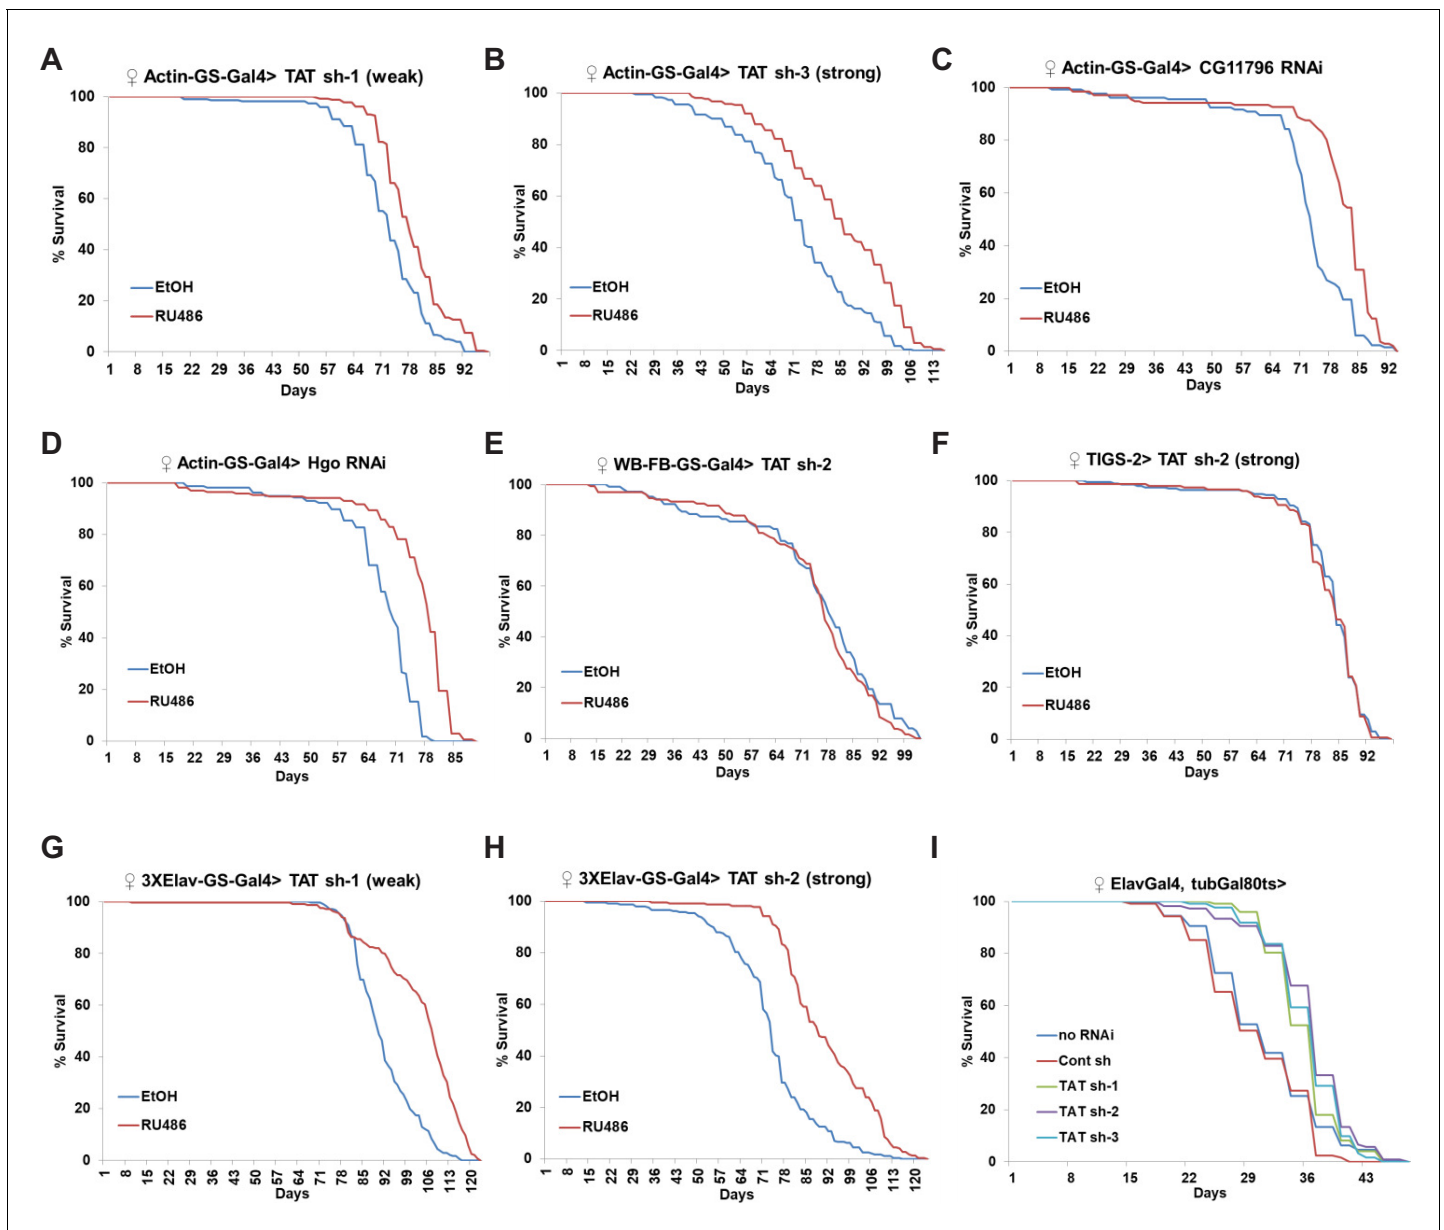 A
♀ Actin-GS-Gal4> TAT sh-1 (weak)
% Survival
100
80
60
40
20
0
EtOH
RU486
1 8 15 22 29 36 43 50 57 64 71 78 85 92
Days
B
♀ Actin-GS-Gal4> TAT sh-3 (strong)
% Survival
100
80
60
40
20
0
EtOH
RU486
1 8 15 22 29 36 43 50 57 64 71 78 85 92 99 106 113
Days
C
♀ Actin-GS-Gal4> CG11796 RNAi
% Survival
100
80
60
40
20
0
EtOH
RU486
1 8 15 22 29 36 43 50 57 64 71 78 85 92
Days
D
♀ Actin-GS-Gal4> Hgo RNAi
% Survival
100
80
60
40
20
0
EtOH
RU486
1 8 15 22 29 36 43 50 57 64 71 78 85
Days
E
♀ WB-FB-GS-Gal4> TAT sh-2
% Survival
100
80
60
40
20
0
EtOH
RU486
1 8 15 22 29 36 43 50 57 64 71 78 85 92 99
Days
F
♀ TIGS-2> TAT sh-2 (strong)
% Survival
100
80
60
40
20
0
EtOH
RU486
1 8 15 22 29 36 43 50 57 64 71 78 85 92
Days
G
♀ 3XElav-GS-Gal4> TAT sh-1 (weak)
% Survival
100
80
60
40
20
0
EtOH
RU486
1 8 15 22 29 36 43 50 57 64 71 78 85 92 99 106 113 120
Days
H
♀ 3XElav-GS-Gal4> TAT sh-2 (strong)
% Survival
100
80
60
40
20
0
EtOH
RU486
1 8 15 22 29 36 43 50 57 64 71 78 85 92 99 106 113 120
Days
I
♀ ElavGal4, tubGal80ts>
% Survival
100
80
60
40
20
0
no RNAi
Cont sh
TAT sh-1
TAT sh-2
TAT sh-3
1 8 15 22 29 36 43
Days